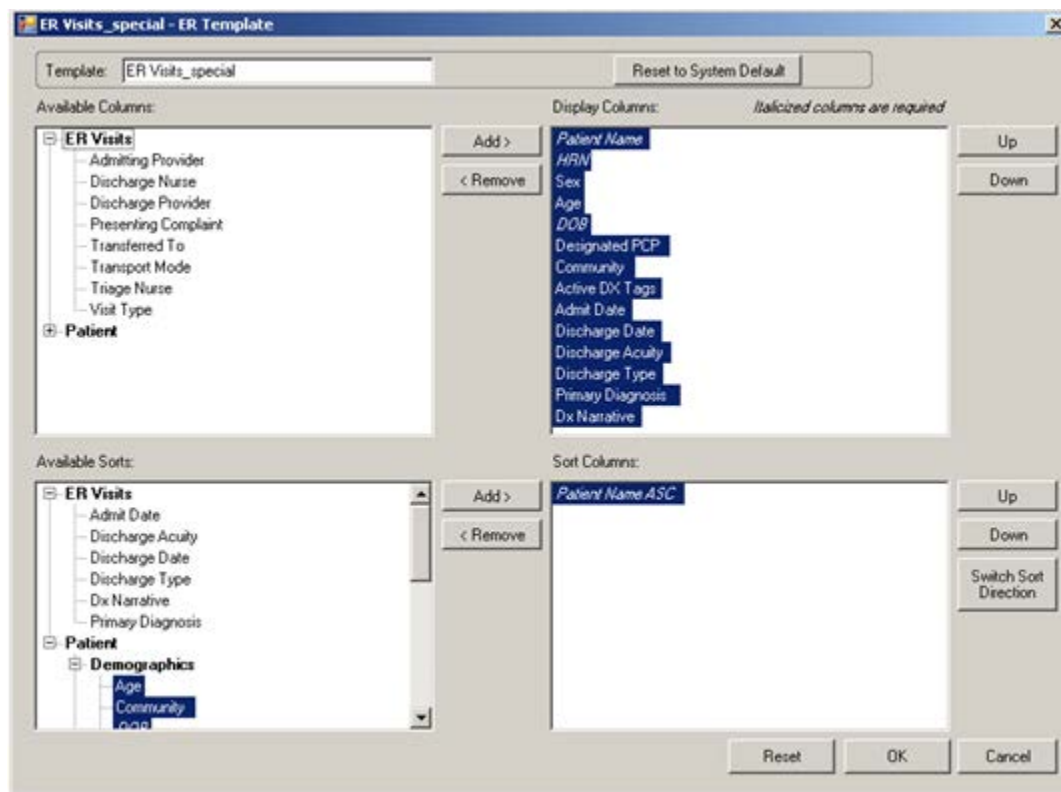 ER Visits_special - ER Template
Template: ER Visits_special Reset to System Default
Available Columns:
ER Visits
Admitting Provider
Discharge Nurse
Discharge Provider
Presenting Complaint
Transferred To
Transport Mode
Triage Nurse
Visit Type
Patient
Add >
< Remove
Display Columns: Italicized columns are required
Patient Name
HRN
Sex
Age
DOB
Designated PCP
Community
Active DX Tags
Admit Date
Discharge Date
Discharge Acuity
Discharge Type
Primary Diagnosis
Dx Narrative
Up
Down
Available Sorts:
ER Visits
Admit Date
Discharge Acuity
Discharge Date
Discharge Type
Dx Narrative
Primary Diagnosis
Patient
Demographics
Age
Community
DOB
Add >
< Remove
Sort Columns:
Patient Name ASC
Up
Down
Switch Sort
Direction
Reset OK Cancel